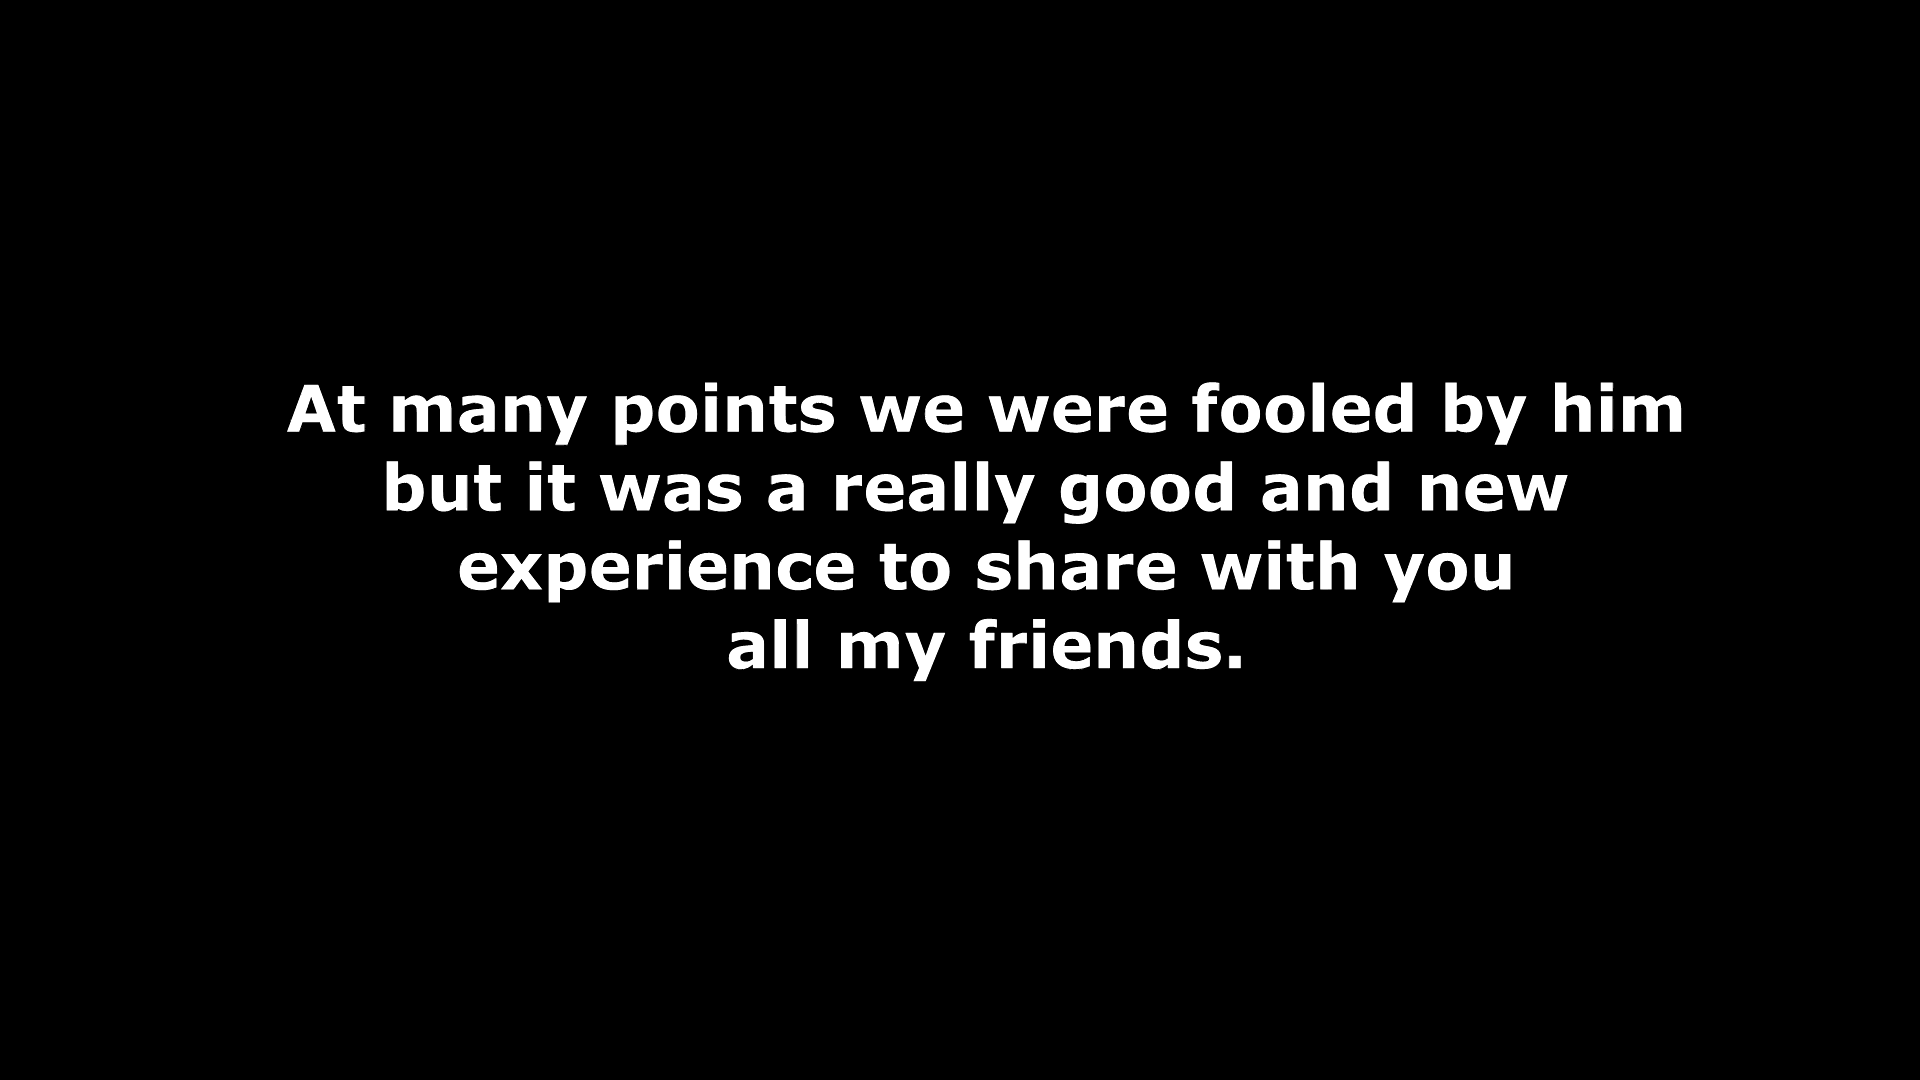 At many points we were fooled by him
but it was a really good and new
experience to share with you
all my friends.